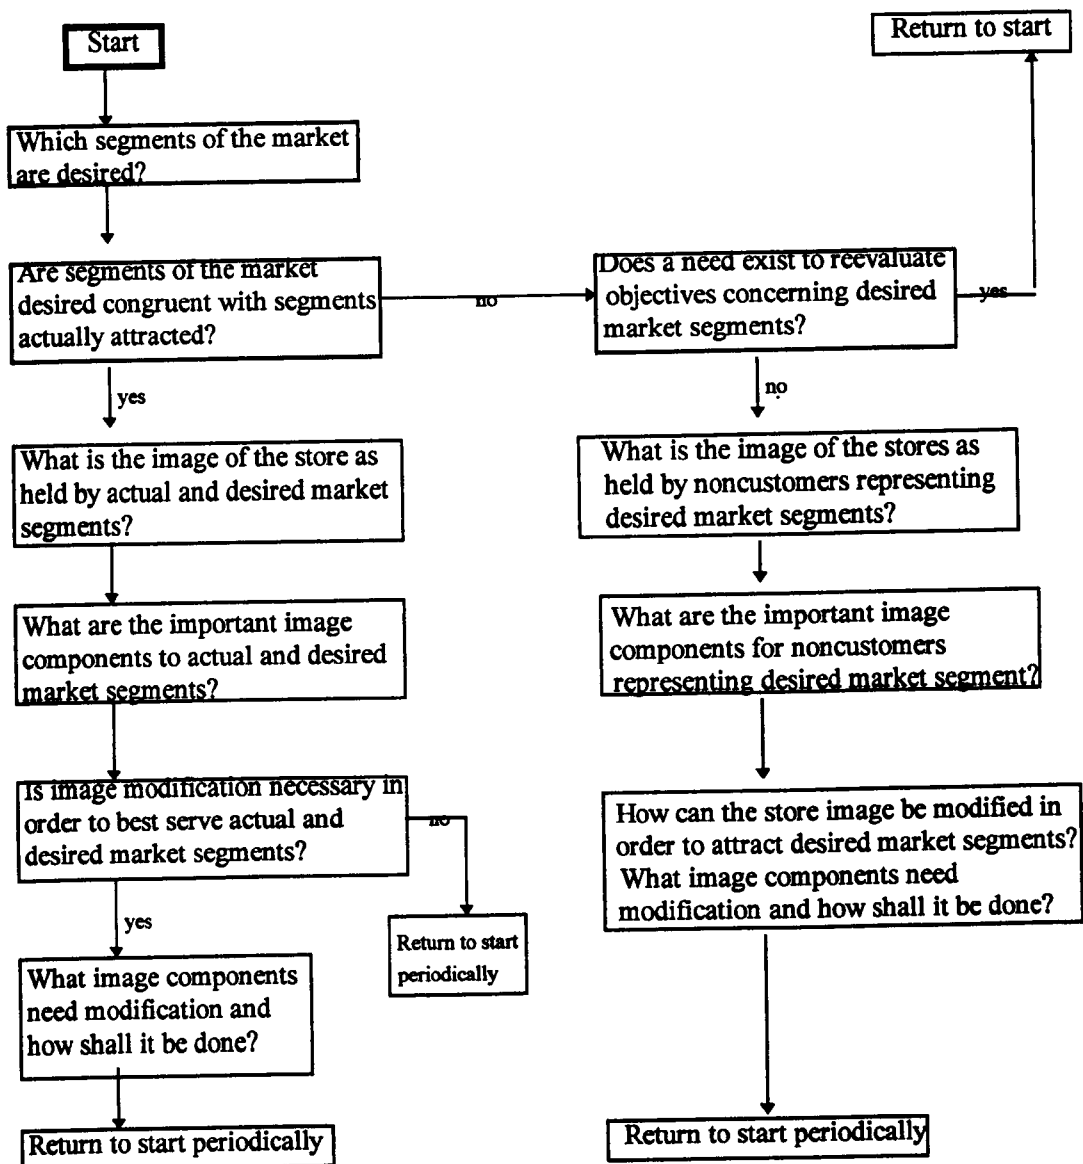 Start
Return to start
Which segments of the market
are desired?
Are segments of the market
desired congruent with segments
actually attracted?
no
Does a need exist to reevaluate
objectives concerning desired
market segments?
yes
yes
no
What is the image of the store as
held by actual and desired market
segments?
What is the image of the stores as
held by noncustomers representing
desired market segments?
What are the important image
components to actual and desired
market segments?
What are the important image
components for noncustomers
representing desired market segment?
Is image modification necessary in
order to best serve actual and
desired market segments?
no
How can the store image be modified in
order to attract desired market segments?
What image components need
modification and how shall it be done?
yes
Return to start
periodically
What image components
need modification and
how shall it be done?
Return to start periodically
Return to start periodically